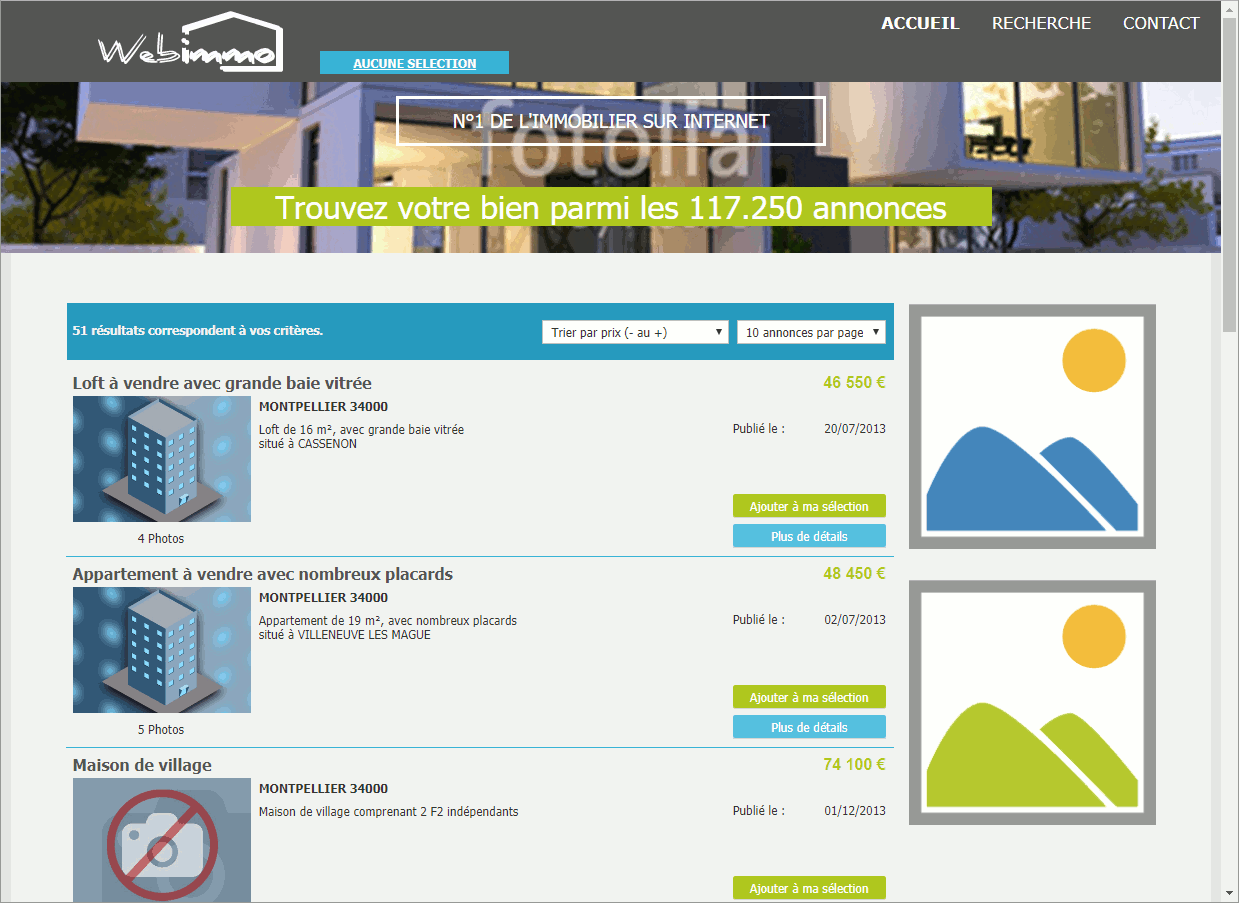 Webimmo
AUCUNE SELECTION
ACCUEIL
RECHERCHE
CONTACT
fotolia
N°1 DE L'IMMOBILIER SUR INTERNET
Trouvez votre bien parmi les 117.250 annonces
51 résultats correspondent à vos critères.
Trier par prix (- au +)
10 annonces par page
Loft à vendre avec grande baie vitrée
46 550 €
MONTPELLIER 34000
Loft de 16 m², avec grande baie vitrée
situé à CASSENON
Publié le : 20/07/2013
Ajouter à ma sélection
Plus de détails
4 Photos
Appartement à vendre avec nombreux placards
48 450 €
MONTPELLIER 34000
Appartement de 19 m², avec nombreux placards
situé à VILLENEUVE LES MAGUE
Publié le : 02/07/2013
Ajouter à ma sélection
Plus de détails
5 Photos
Maison de village
74 100 €
MONTPELLIER 34000
Maison de village comprenant 2 F2 indépendants
Publié le : 01/12/2013
Ajouter à ma sélection